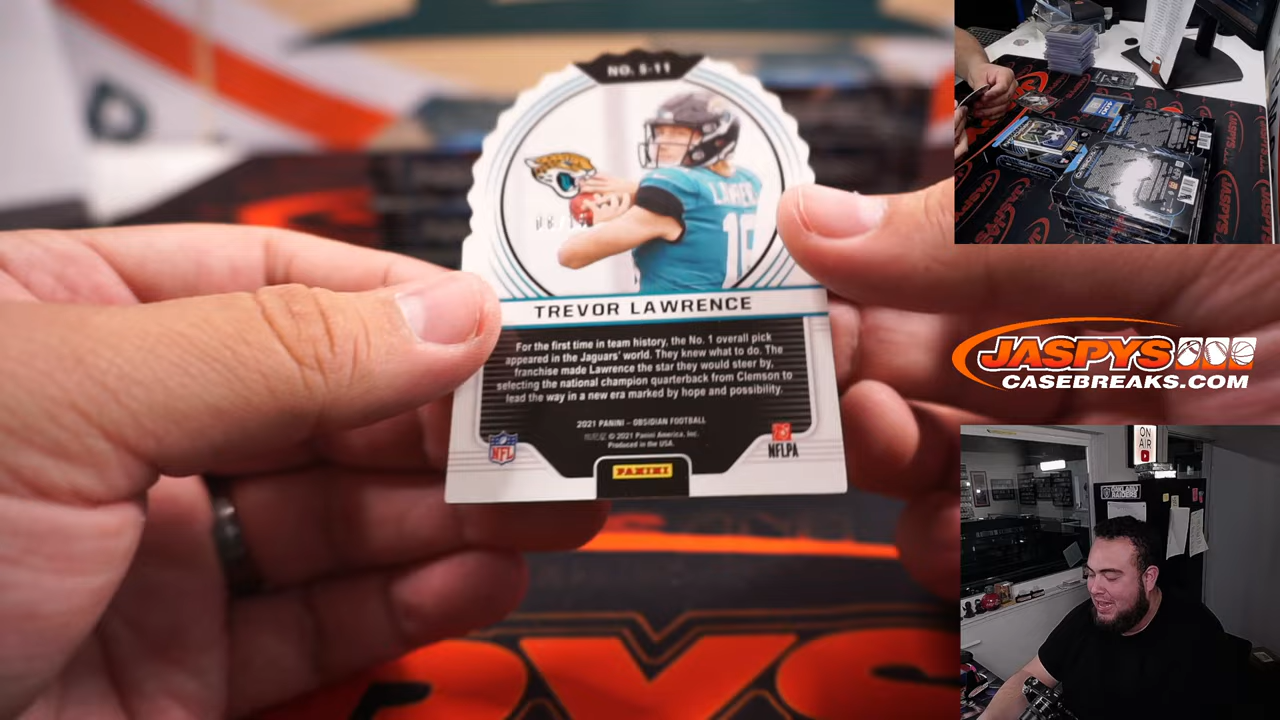 NO. S-11
LAWRENCE
TREVOR LAWRENCE
For the first time in team history, the No. 1 overall pick
appeared in the Jaguars' world. They knew what to do. The
franchise made Lawrence the star they would steer by,
selecting the national champion quarterback from Clemson to
lead the way in a new era marked by hope and possibility.
2021 PANINI – OBSIDIAN FOOTBALL
© 2021 Panini America, Inc.
Produced in the USA.
NFL
PANINI
NFLPA
JASPYS
CASEBREAKS.COM
ON
AIR
RAIDERS